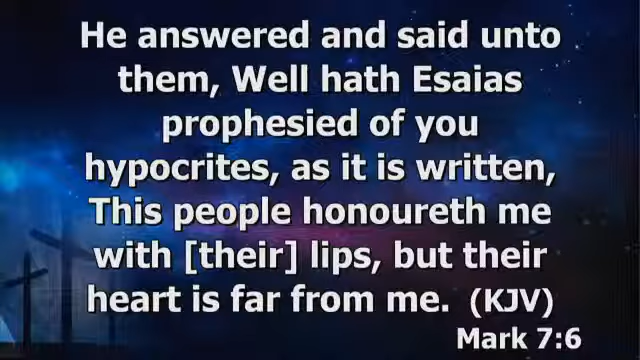 He answered and said unto
them, Well hath Esaias
prophesied of you
hypocrites, as it is written,
This people honoureth me
with [their] lips, but their
heart is far from me. (KJV)
Mark 7:6